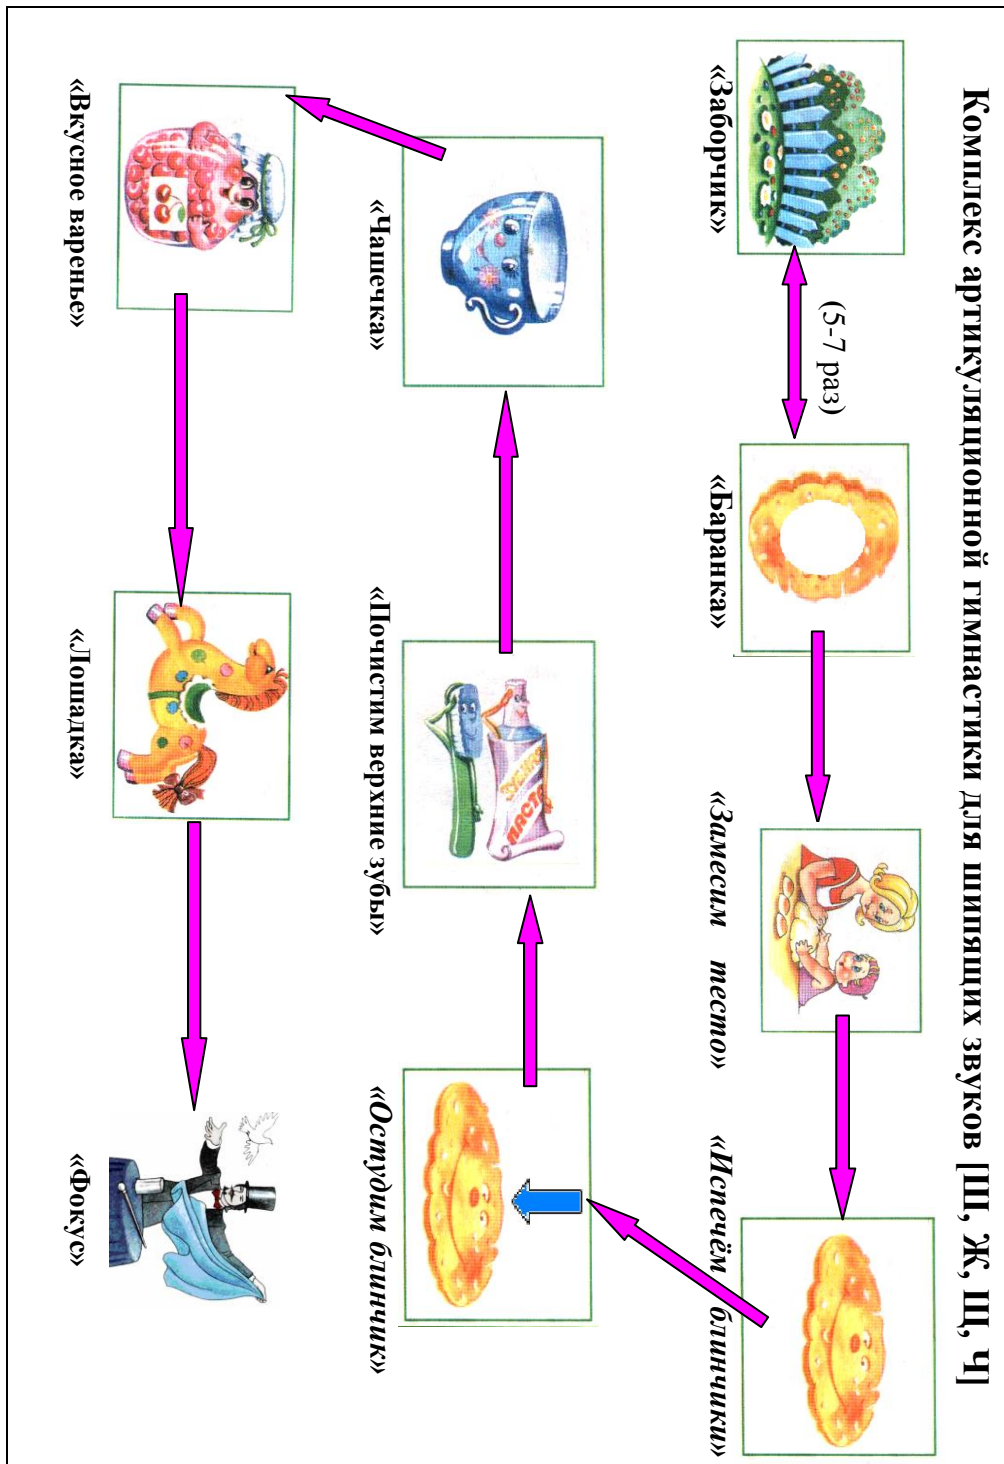 Комплекс артикуляционной гимнастики для шипящих звуков [Ш, Ж, Щ, Ч]
(5-7 раз)
«Заборчик»
«Баранка»
«Замесим тесто»
«Испечём блинчики»
«Остудим блинчик»
«Почистим верхние зубы»
ПАСТА
«Чашечка»
«Вкусное варенье»
«Лошадка»
«Фокус»